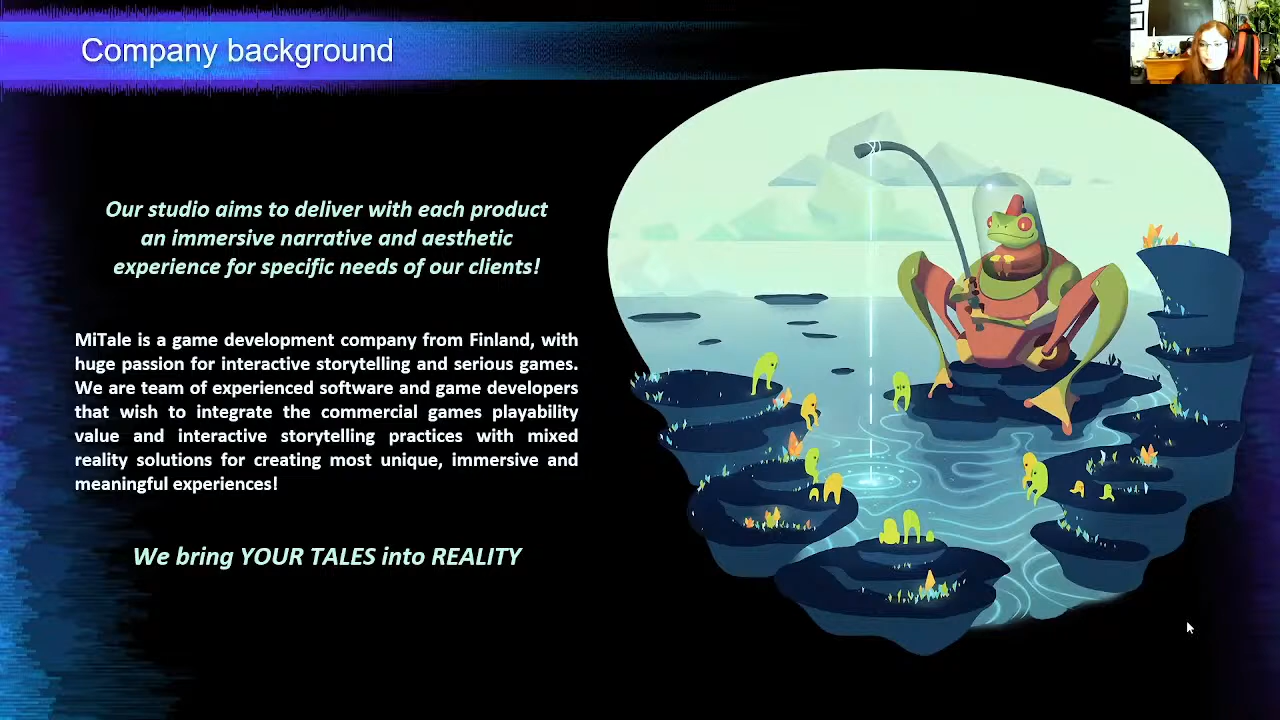 Company background
Our studio aims to deliver with each product
an immersive narrative and aesthetic
experience for specific needs of our clients!
MiTale is a game development company from Finland, with
huge passion for interactive storytelling and serious games.
We are team of experienced software and game developers
that wish to integrate the commercial games playability
value and interactive storytelling practices with mixed
reality solutions for creating most unique, immersive and
meaningful experiences!
We bring YOUR TALES into REALITY